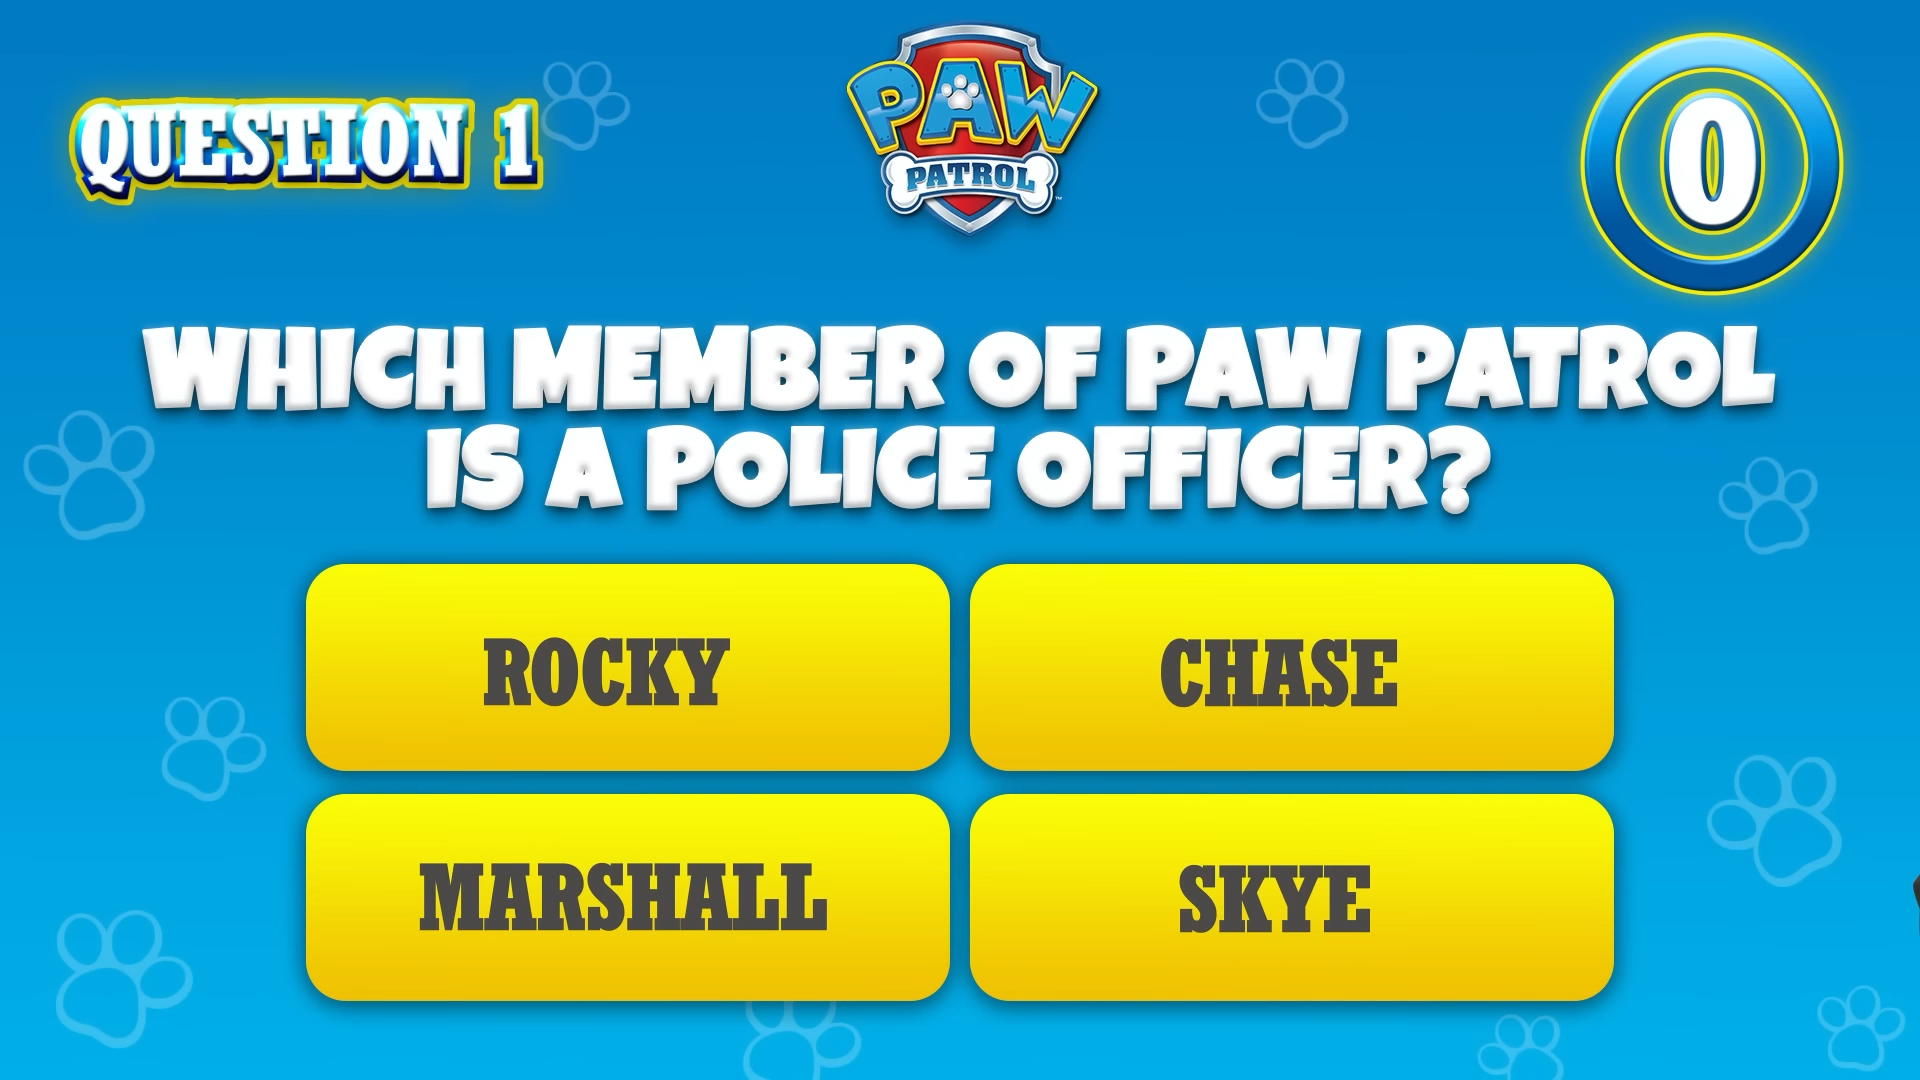 PAW
PATROL
QUESTION 1
0
WHICH MEMBER OF PAW PATROL
IS A POLICE OFFICER?
ROCKY
CHASE
MARSHALL
SKYE